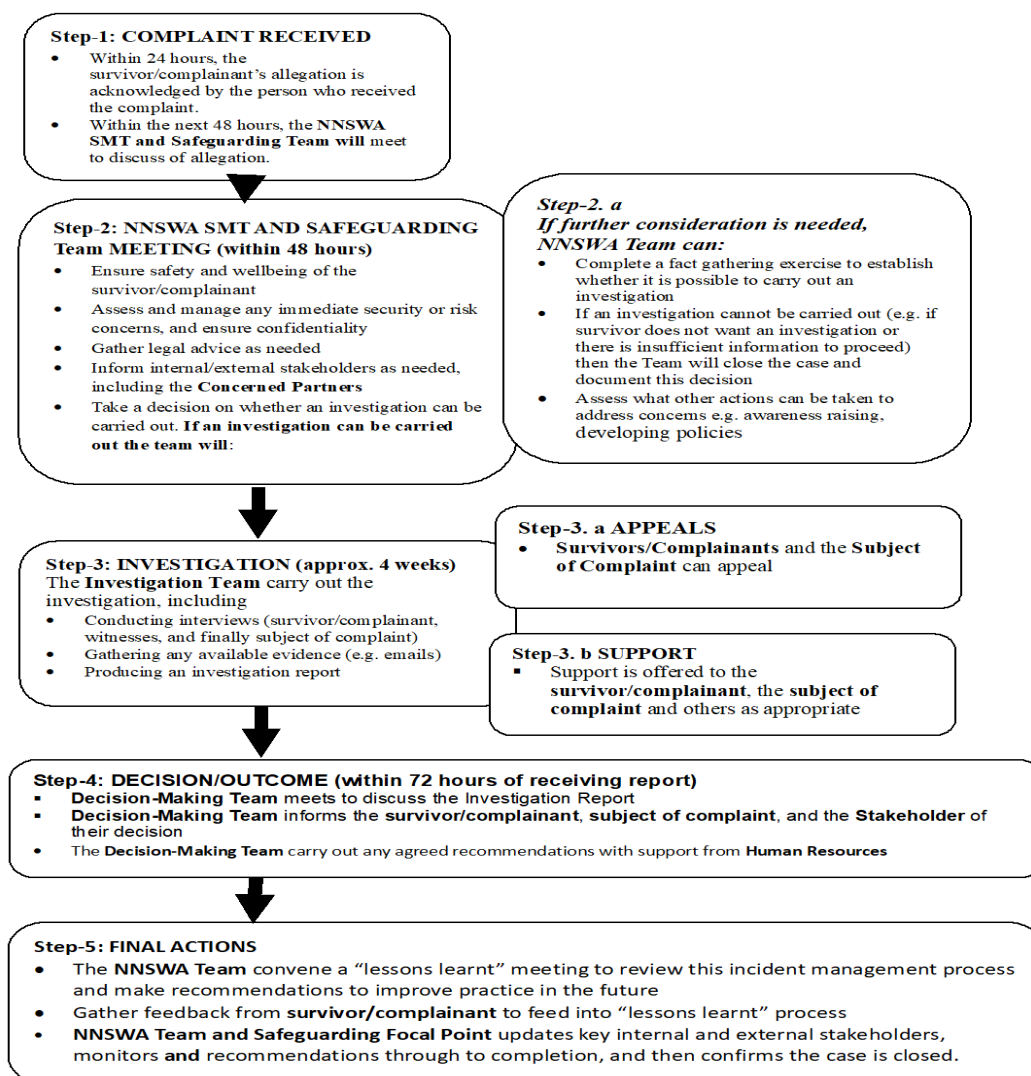 Step-1: COMPLAINT RECEIVED
• Within 24 hours, the
survivor/complainant's allegation is
acknowledged by the person who received
the complaint.
• Within the next 48 hours, the NNSWA
SMT and Safeguarding Team will meet
to discuss of allegation.
Step-2: NNSWA SMT AND SAFEGUARDING
Team MEETING (within 48 hours)
• Ensure safety and wellbeing of the
survivor/complainant
• Assess and manage any immediate security or risk
concerns, and ensure confidentiality
• Gather legal advice as needed
• Inform internal/external stakeholders as needed,
including the Concerned Partners
• Take a decision on whether an investigation can be
carried out. If an investigation can be carried
out the team will:
Step-2. a
If further consideration is needed,
NNSWA Team can:
• Complete a fact gathering exercise to establish
whether it is possible to carry out an
investigation
• If an investigation cannot be carried out (e.g. if
survivor does not want an investigation or
there is insufficient information to proceed)
then the Team will close the case and
document this decision
• Assess what other actions can be taken to
address concerns e.g. awareness raising,
developing policies
Step-3: INVESTIGATION (approx. 4 weeks)
The Investigation Team carry out the
investigation, including
• Conducting interviews (survivor/complainant,
witnesses, and finally subject of complaint)
• Gathering any available evidence (e.g. emails)
• Producing an investigation report
Step-3. a APPEALS
• Survivors/Complainants and the Subject
of Complaint can appeal
Step-3. b SUPPORT
▪ Support is offered to the
survivor/complainant, the subject of
complaint and others as appropriate
Step-4: DECISION/OUTCOME (within 72 hours of receiving report)
▪ Decision-Making Team meets to discuss the Investigation Report
▪ Decision-Making Team informs the survivor/complainant, subject of complaint, and the Stakeholder of
their decision
• The Decision-Making Team carry out any agreed recommendations with support from Human Resources
Step-5: FINAL ACTIONS
• The NNSWA Team convene a "lessons learnt" meeting to review this incident management process
and make recommendations to improve practice in the future
• Gather feedback from survivor/complainant to feed into "lessons learnt" process
• NNSWA Team and Safeguarding Focal Point updates key internal and external stakeholders,
monitors and recommendations through to completion, and then confirms the case is closed.